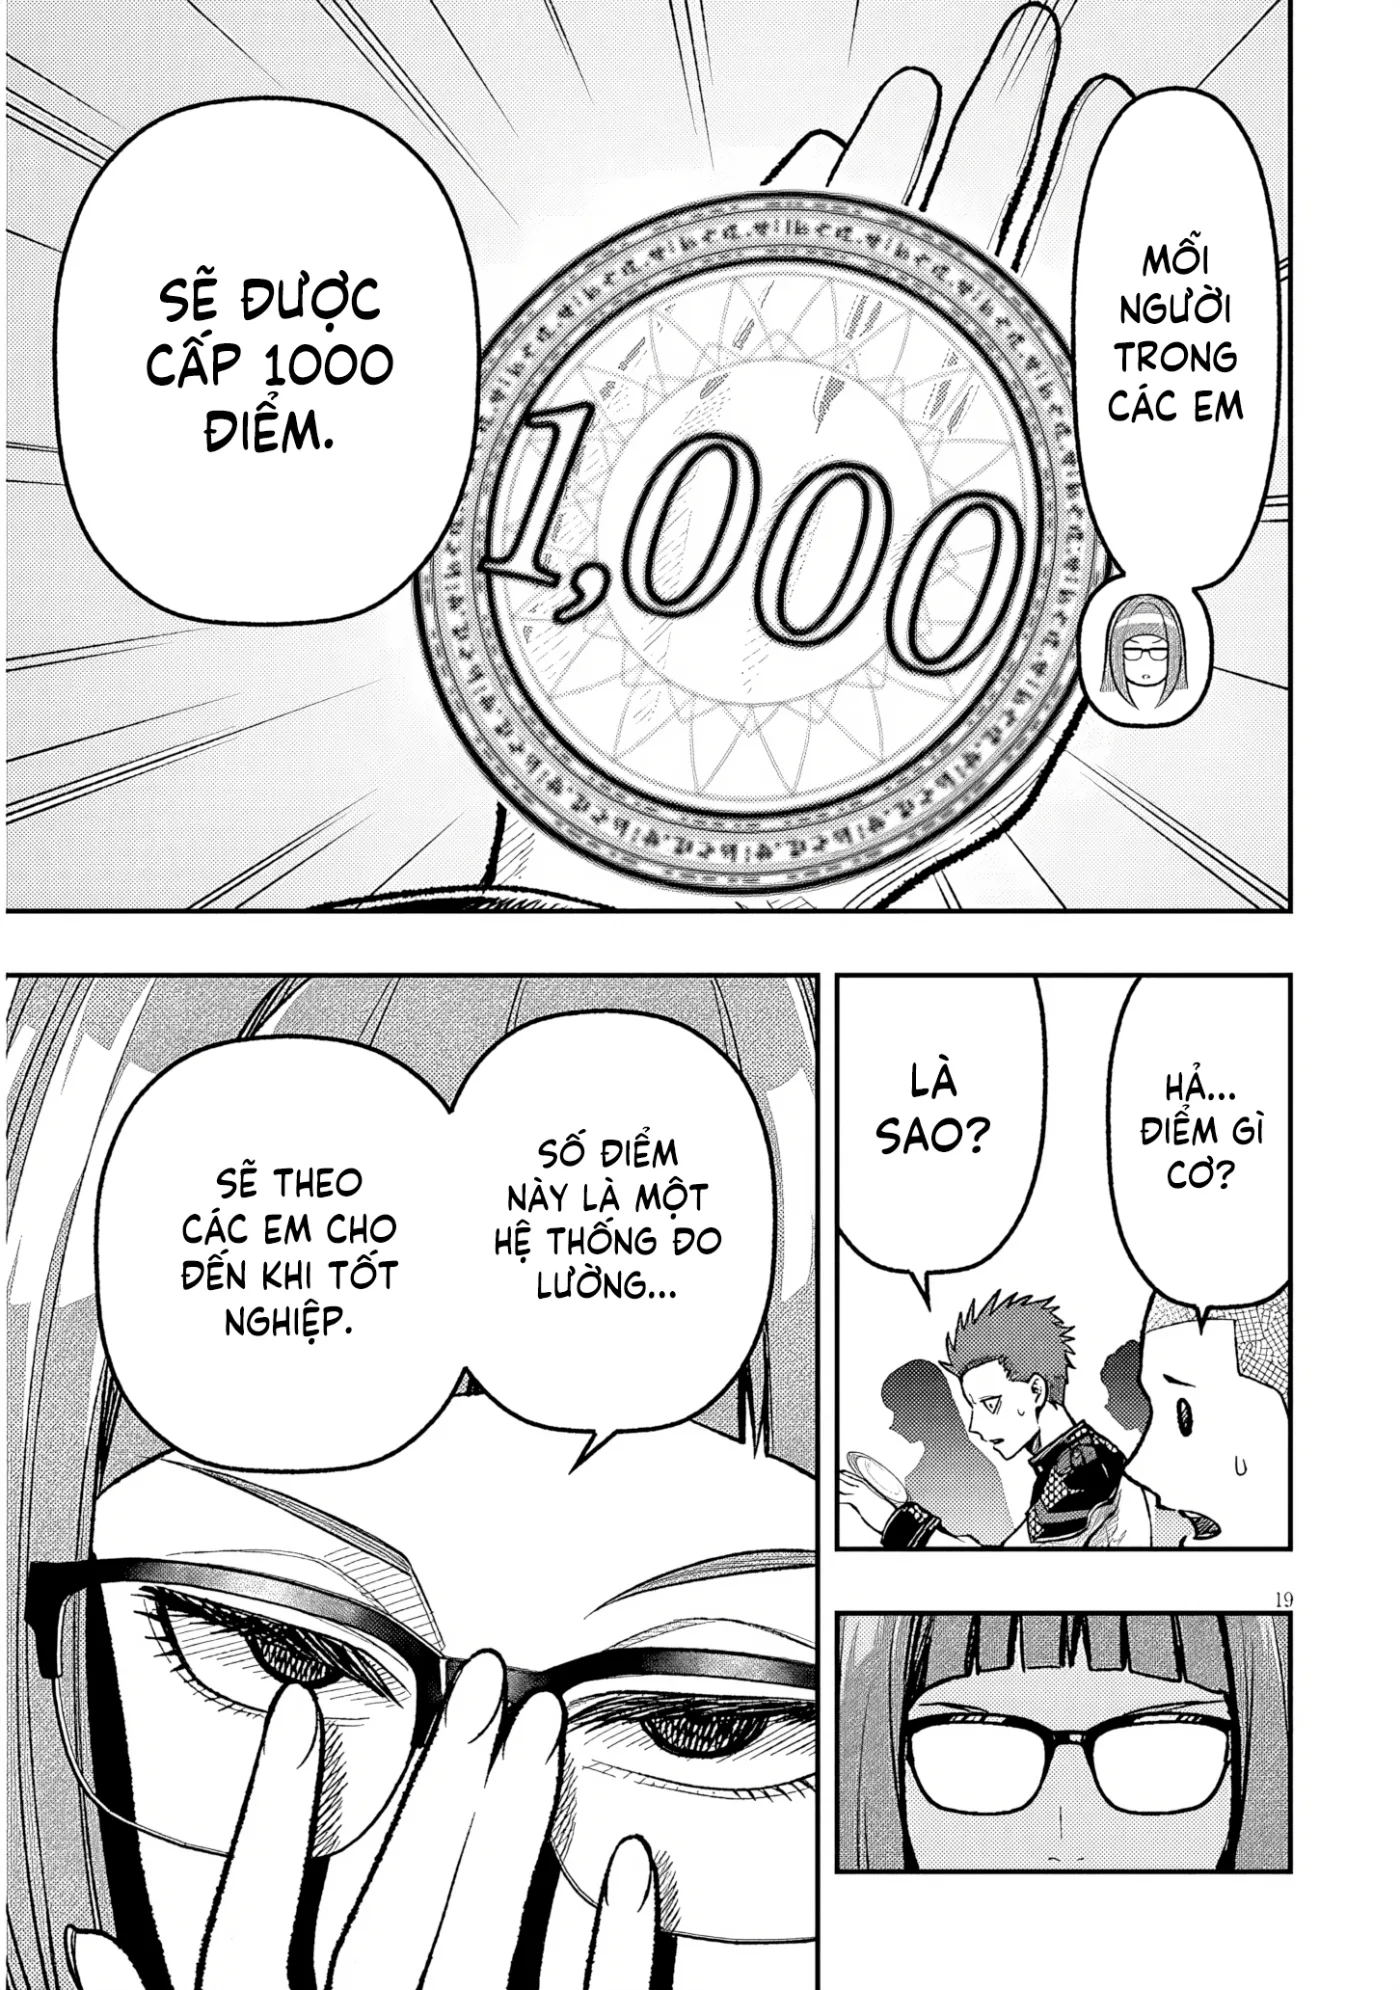 MỖI
NGƯỜI
TRONG
CÁC EM
SẼ ĐƯỢC
CẤP 1000
ĐIỂM.
1,000
HẢ...
ĐIỂM GÌ
CƠ?
LÀ
SAO?
19
SỐ ĐIỂM
NÀY LÀ MỘT
HỆ THỐNG ĐO
LƯỜNG...
SẼ THEO
CÁC EM CHO
ĐẾN KHI TỐT
NGHIỆP.